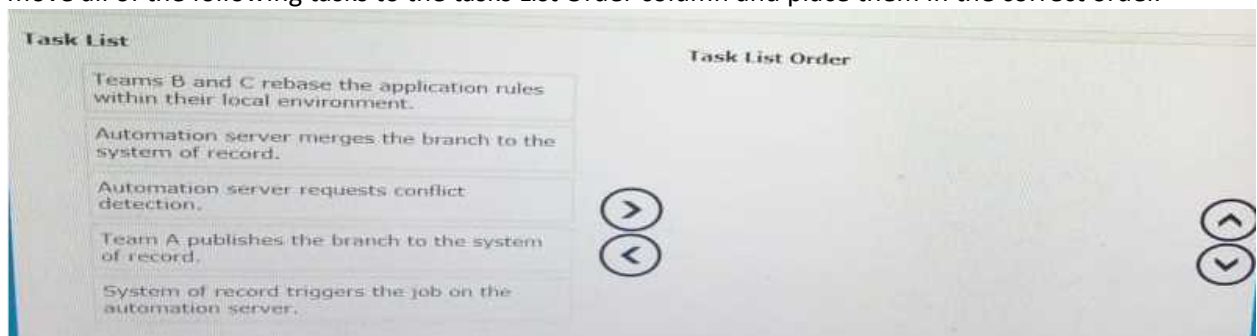 move all of the following tasks to the tasks List Order column and place them in the correct order.
Task List
Task List Order
Teams B and C rebase the application rules
within their local environment.
Automation server merges the branch to the
system of record.
Automation server requests conflict
detection.
Team A publishes the branch to the system
of record.
System of record triggers the job on the
automation server.